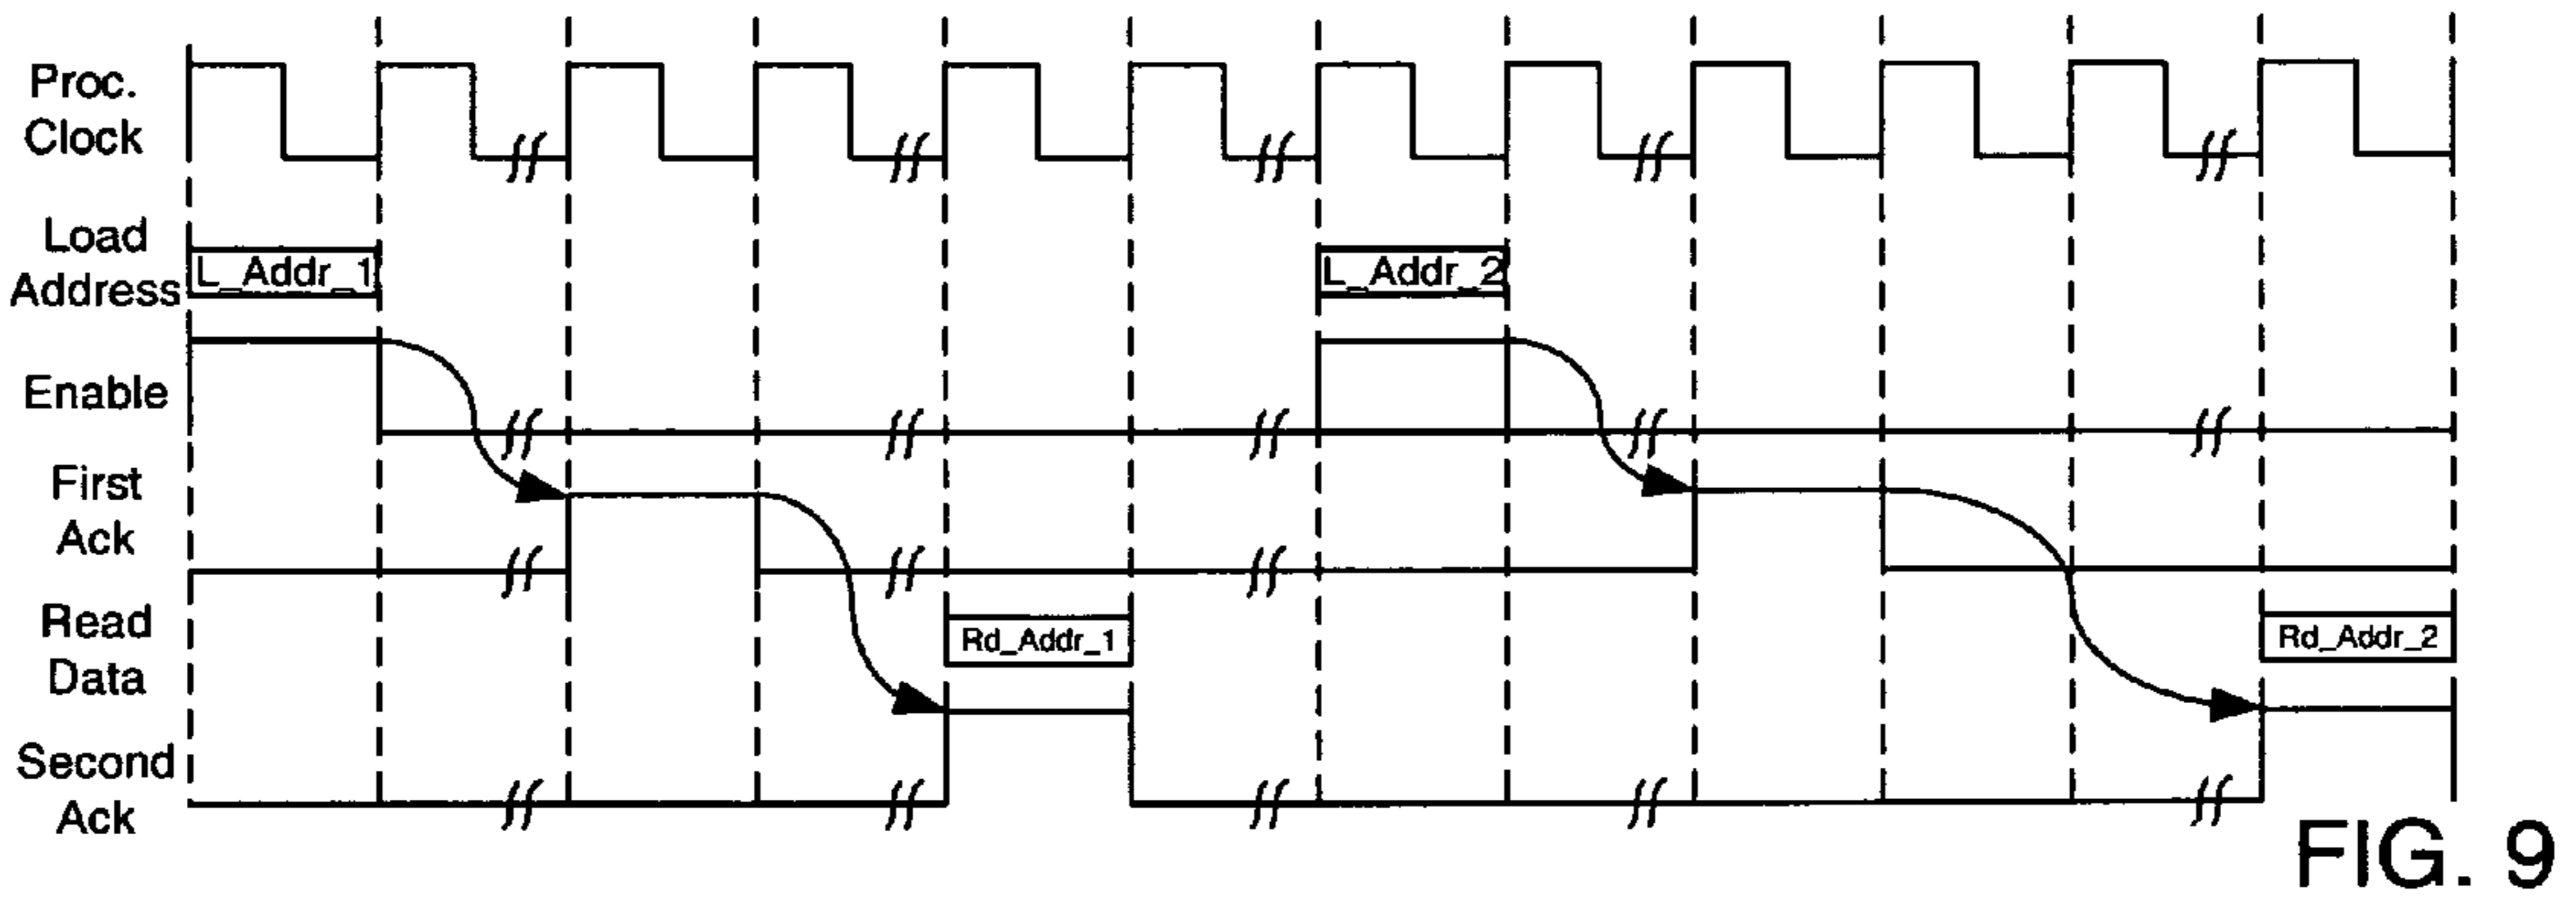 Proc.
Clock
Load
Address
L_Addr_1
L_Addr_2
Enable
First
Ack
Read
Data
Rd_Addr_1
Rd_Addr_2
Second
Ack
FIG. 9